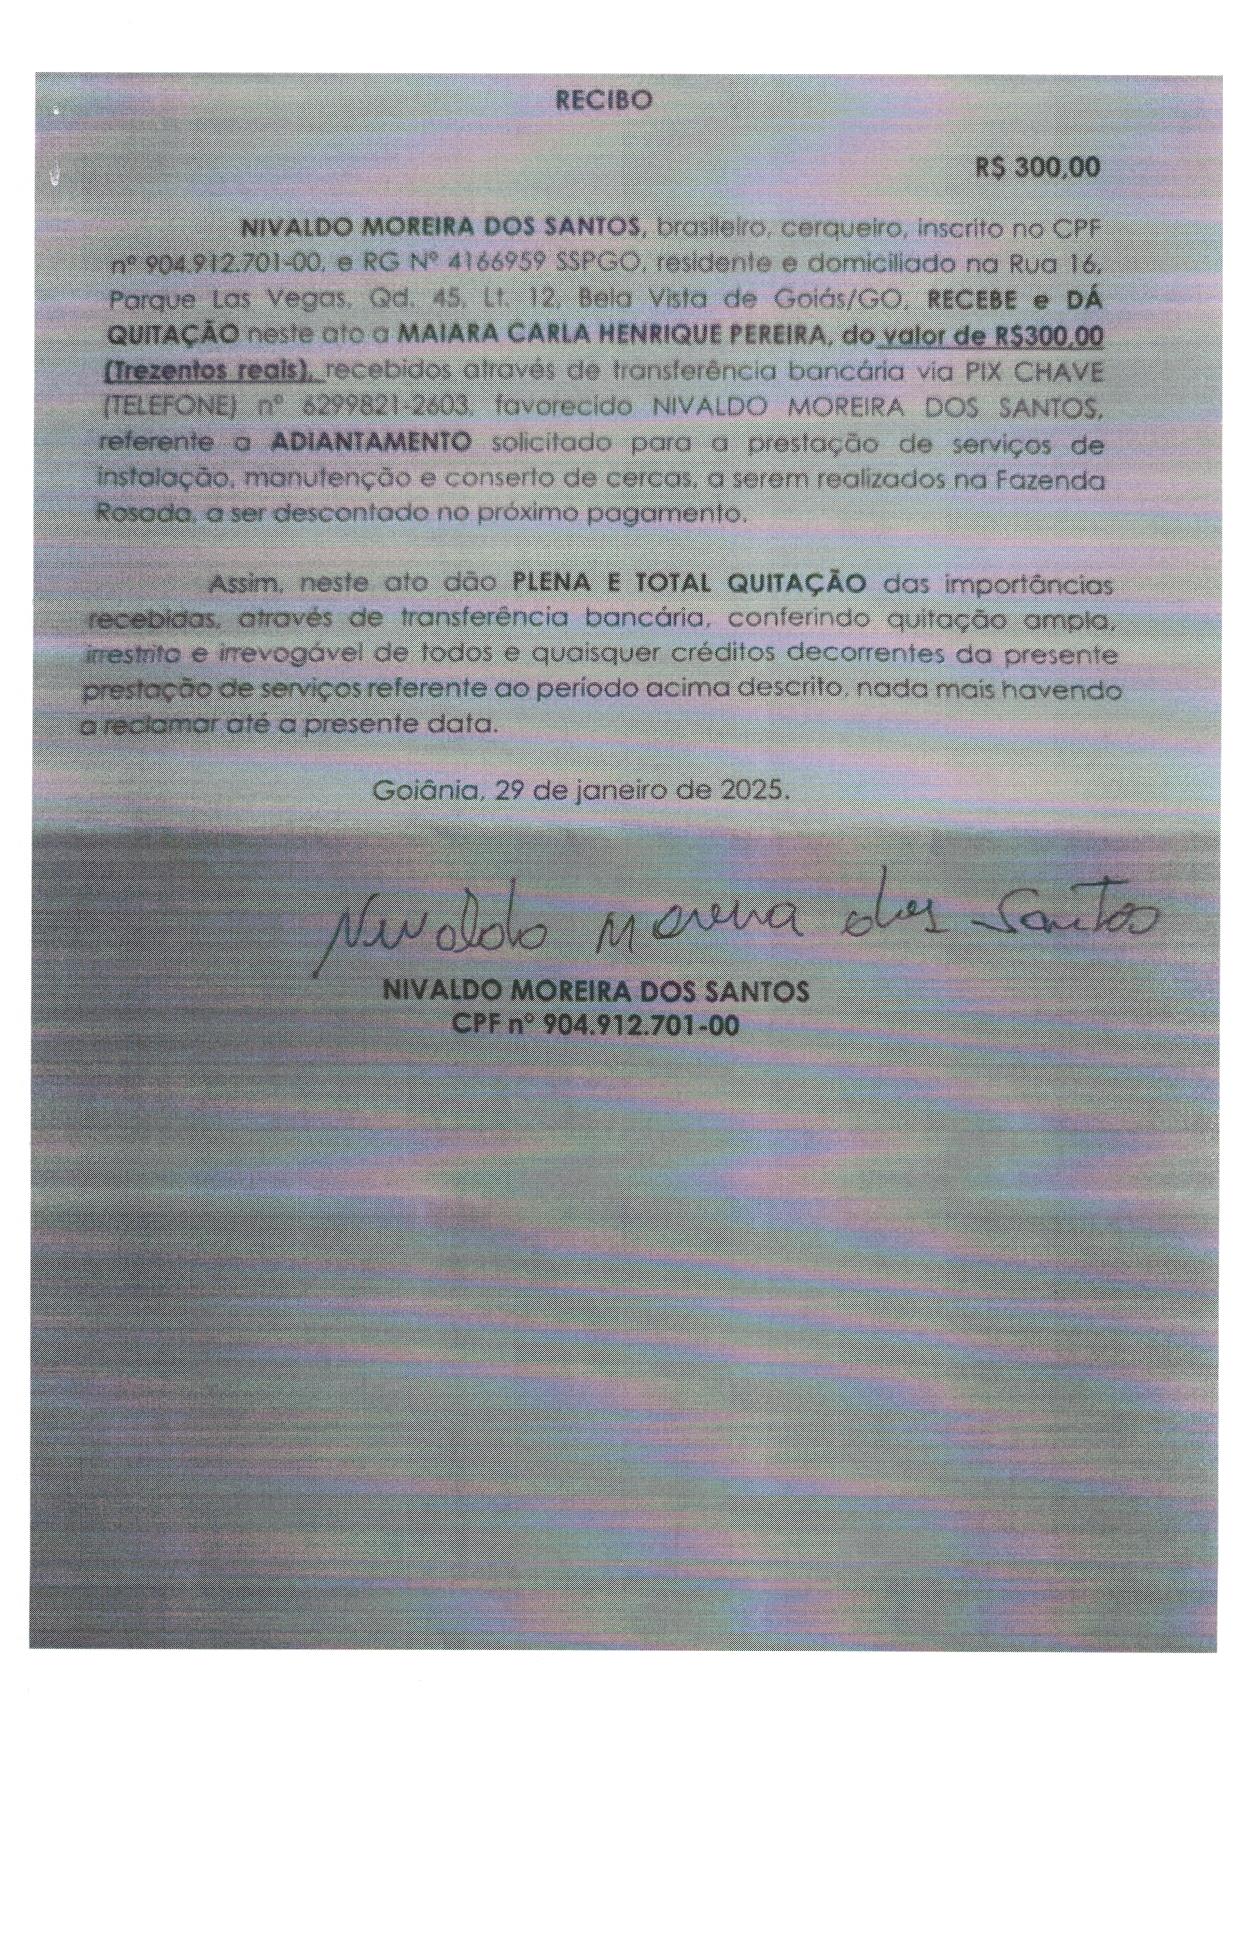 RECIBO
R$ 300,00
NIVALDO MOREIRA DOS SANTOS, brasileiro, cerqueiro, inscrito no CPF
nº 904.912.701-00, e RG Nº 4166959 SSPGO, residente e domiciliado na Rua 16,
Parque Las Vegas, Qd. 45, Lt. 12, Bela Vista de Goiás/GO, RECEBE e DÁ
QUITAÇÃO neste ato a MAIARA CARLA HENRIQUE PEREIRA, do valor de R$300,00
(Trezentos reais), recebidos através de transferência bancária via PIX CHAVE
(TELEFONE) nº 6299821-2603, favorecido NIVALDO MOREIRA DOS SANTOS,
referente a ADIANTAMENTO solicitado para a prestação de serviços de
instalação, manutenção e conserto de cercas, a serem realizados na Fazenda
Rosada, a ser descontado no próximo pagamento.
Assim, neste ato dão PLENA E TOTAL QUITAÇÃO das importâncias
recebidas, através de transferência bancária, conferindo quitação ampla,
irrestrita e irrevogável de todos e quaisquer créditos decorrentes da presente
prestação de serviços referente ao período acima descrito, nada mais havendo
a reclamar até a presente data.
Goiânia, 29 de janeiro de 2025.
Nivaldo Moreira dos Santos
NIVALDO MOREIRA DOS SANTOS
CPF nº 904.912.701-00